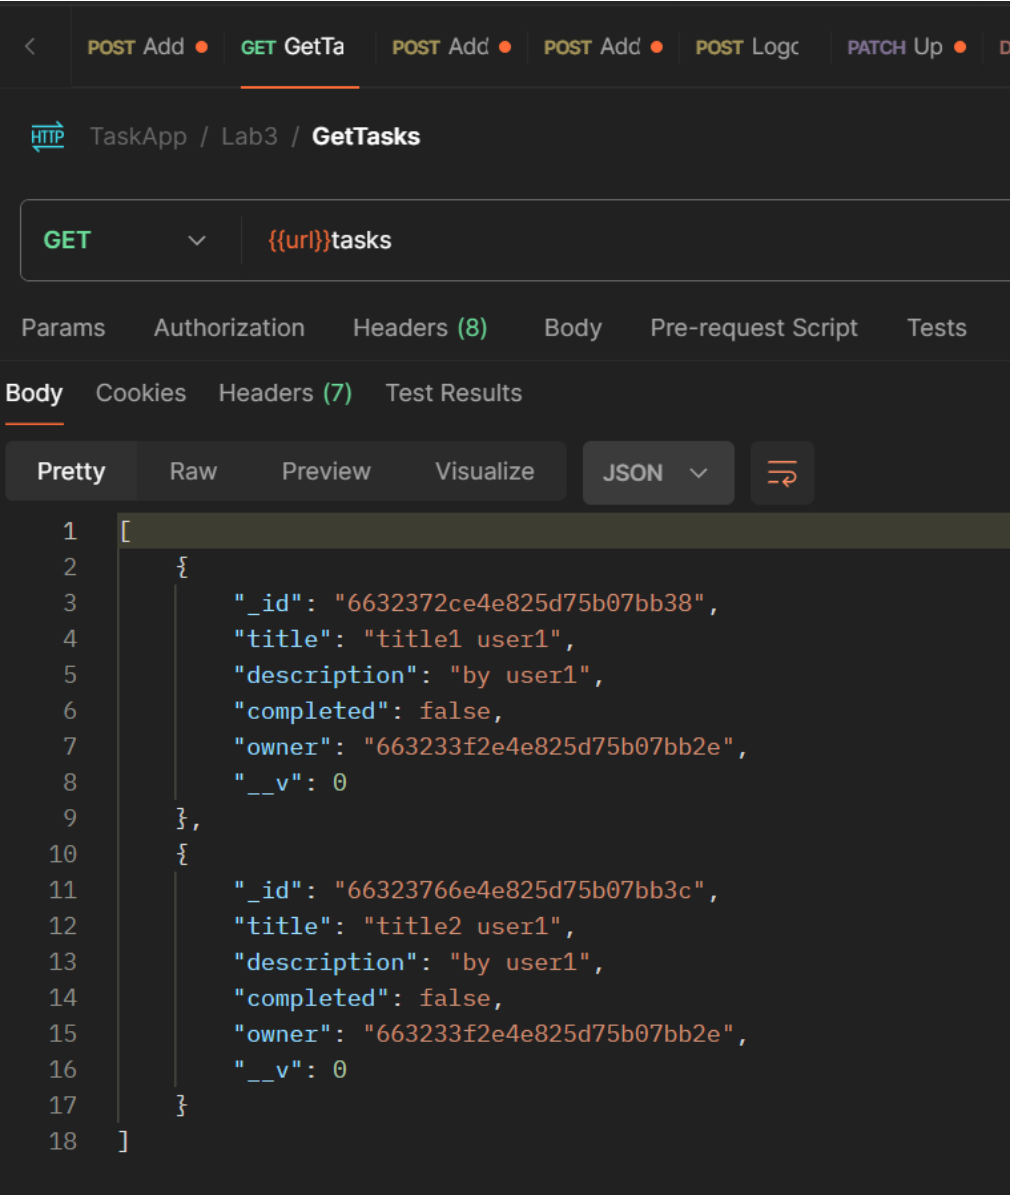 POST Add GET GetTa POST Add POST Add POST Logo PATCH Up D
HTTP TaskApp / Lab3 / GetTasks
GET {{url}}tasks
Params Authorization Headers (8) Body Pre-request Script Tests
Body Cookies Headers (7) Test Results
Pretty Raw Preview Visualize JSON
1 [
2 {
3 "_id": "6632372ce4e825d75b07bb38",
4 "title": "title1 user1",
5 "description": "by user1",
6 "completed": false,
7 "owner": "663233f2e4e825d75b07bb2e",
8 "__v": 0
9 },
10 {
11 "_id": "66323766e4e825d75b07bb3c",
12 "title": "title2 user1",
13 "description": "by user1",
14 "completed": false,
15 "owner": "663233f2e4e825d75b07bb2e",
16 "__v": 0
17 }
18 ]